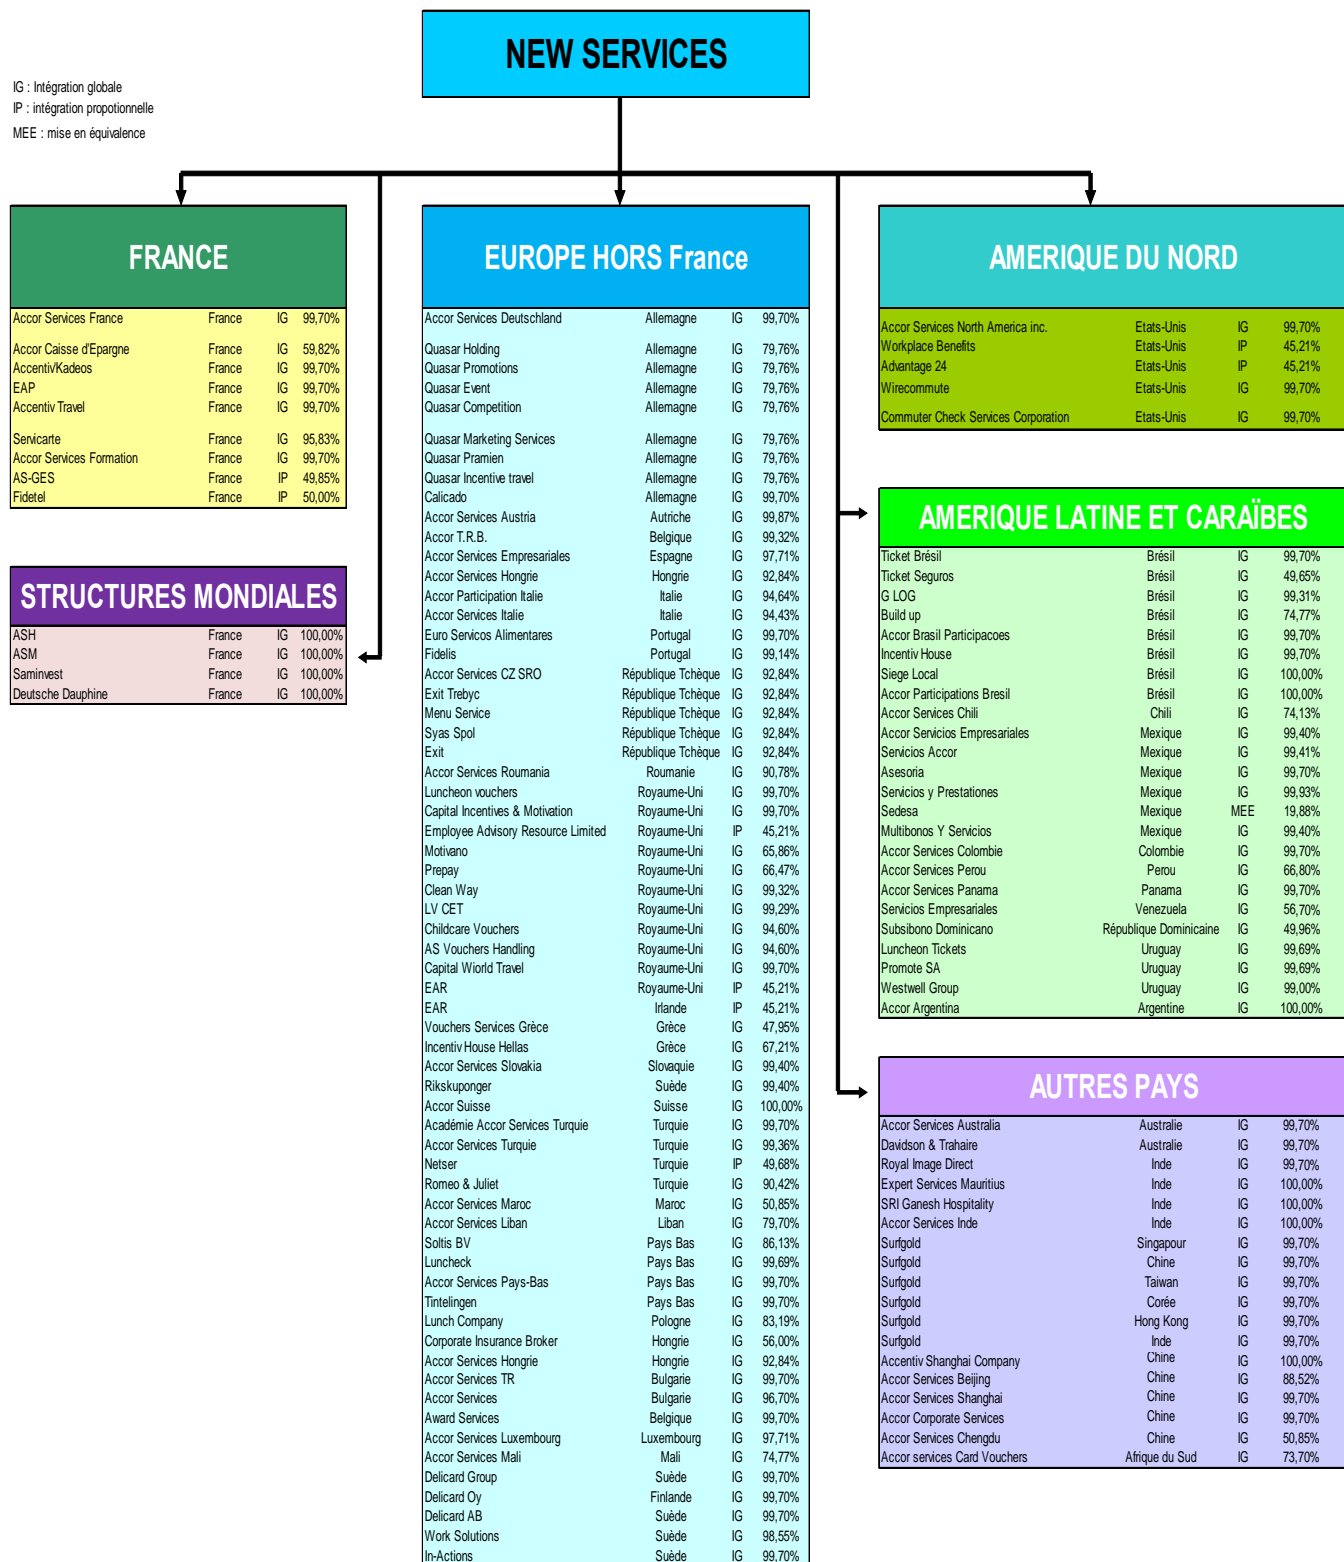 NEW SERVICES
IG : Intégration globale
IP : intégration propotionnelle
MEE : mise en équivalence
FRANCE
Accor Services France France IG 99,70%
Accor Caisse d'Epargne France IG 59,82%
Accentiv'Kadeos France IG 99,70%
EAP France IG 99,70%
Accentiv Travel France IG 99,70%
Servicarte France IG 95,83%
Accor Services Formation France IG 99,70%
AS-GES France IP 49,85%
Fidetel France IP 50,00%
STRUCTURES MONDIALES
ASH France IG 100,00%
ASM France IG 100,00%
Saminvest France IG 100,00%
Deutsche Dauphine France IG 100,00%
EUROPE HORS France
Accor Services Deutschland Allemagne IG 99,70%
Quasar Holding Allemagne IG 79,76%
Quasar Promotions Allemagne IG 79,76%
Quasar Event Allemagne IG 79,76%
Quasar Competition Allemagne IG 79,76%
Quasar Marketing Services Allemagne IG 79,76%
Quasar Pramien Allemagne IG 79,76%
Quasar Incentive travel Allemagne IG 79,76%
Calicado Allemagne IG 99,70%
Accor Services Austria Autriche IG 99,87%
Accor T.R.B. Belgique IG 99,32%
Accor Services Empresariales Espagne IG 97,71%
Accor Services Hongrie Hongrie IG 92,84%
Accor Participation Italie Italie IG 94,64%
Accor Services Italie Italie IG 94,43%
Euro Servicos Alimentares Portugal IG 99,70%
Fidelis Portugal IG 99,14%
Accor Services CZ SRO République Tchèque IG 92,84%
Exit Trebyc République Tchèque IG 92,84%
Menu Service République Tchèque IG 92,84%
Syas Spol République Tchèque IG 92,84%
Exit République Tchèque IG 92,84%
Accor Services Roumania Roumanie IG 90,78%
Luncheon vouchers Royaume-Uni IG 99,70%
Capital Incentives & Motivation Royaume-Uni IG 99,70%
Employee Advisory Resource Limited Royaume-Uni IP 45,21%
Motivano Royaume-Uni IG 65,86%
Prepay Royaume-Uni IG 66,47%
Clean Way Royaume-Uni IG 99,32%
LV CET Royaume-Uni IG 99,29%
Childcare Vouchers Royaume-Uni IG 94,60%
AS Vouchers Handling Royaume-Uni IG 94,60%
Capital Wiorld Travel Royaume-Uni IG 99,70%
EAR Royaume-Uni IP 45,21%
EAR Irlande IP 45,21%
Vouchers Services Grèce Grèce IG 47,95%
Incentiv House Hellas Grèce IG 67,21%
Accor Services Slovakia Slovaquie IG 99,40%
Rikskuponger Suède IG 99,40%
Accor Suisse Suisse IG 100,00%
Académie Accor Services Turquie Turquie IG 99,70%
Accor Services Turquie Turquie IG 99,36%
Netser Turquie IP 49,68%
Romeo & Juliet Turquie IG 90,42%
Accor Services Maroc Maroc IG 50,85%
Accor Services Liban Liban IG 79,70%
Soltis BV Pays Bas IG 86,13%
Luncheck Pays Bas IG 99,69%
Accor Services Pays-Bas Pays Bas IG 99,70%
Tintelingen Pays Bas IG 99,70%
Lunch Company Pologne IG 83,19%
Corporate Insurance Broker Hongrie IG 56,00%
Accor Services Hongrie Hongrie IG 92,84%
Accor Services TR Bulgarie IG 99,70%
Accor Services Bulgarie IG 96,70%
Award Services Belgique IG 99,70%
Accor Services Luxembourg Luxembourg IG 97,71%
Accor Services Mali Mali IG 74,77%
Delicard Group Suède IG 99,70%
Delicard Oy Finlande IG 99,70%
Delicard AB Suède IG 99,70%
Work Solutions Suède IG 98,55%
In-Actions Suède IG 99,70%
AMERIQUE DU NORD
Accor Services North America inc. Etats-Unis IG 99,70%
Workplace Benefits Etats-Unis IP 45,21%
Advantage 24 Etats-Unis IP 45,21%
Wirecommute Etats-Unis IG 99,70%
Commuter Check Services Corporation Etats-Unis IG 99,70%
AMERIQUE LATINE ET CARAÏBES
Ticket Brésil Brésil IG 99,70%
Ticket Seguros Brésil IG 49,65%
G LOG Brésil IG 99,31%
Build up Brésil IG 74,77%
Accor Brasil Participacoes Brésil IG 99,70%
Incentiv House Brésil IG 99,70%
Siege Local Brésil IG 100,00%
Accor Participations Bresil Brésil IG 100,00%
Accor Services Chili Chili IG 74,13%
Accor Servicios Empresariales Mexique IG 99,40%
Servicios Accor Mexique IG 99,41%
Asesoria Mexique IG 99,70%
Servicios y Prestationes Mexique IG 99,93%
Sedesa Mexique MEE 19,88%
Multibonos Y Servicios Mexique IG 99,40%
Accor Services Colombie Colombie IG 99,70%
Accor Services Perou Perou IG 66,80%
Accor Services Panama Panama IG 99,70%
Servicios Empresariales Venezuela IG 56,70%
Subsibono Dominicano République Dominicaine IG 49,96%
Luncheon Tickets Uruguay IG 99,69%
Promote SA Uruguay IG 99,69%
Westwell Group Uruguay IG 99,00%
Accor Argentina Argentine IG 100,00%
AUTRES PAYS
Accor Services Australia Australie IG 99,70%
Davidson & Trahaire Australie IG 99,70%
Royal Image Direct Inde IG 99,70%
Expert Services Mauritius Inde IG 100,00%
SRI Ganesh Hospitality Inde IG 100,00%
Accor Services Inde Inde IG 100,00%
Surfgold Singapour IG 99,70%
Surfgold Chine IG 99,70%
Surfgold Taiwan IG 99,70%
Surfgold Corée IG 99,70%
Surfgold Hong Kong IG 99,70%
Surfgold Inde IG 99,70%
Accentiv Shanghai Company Chine IG 100,00%
Accor Services Beijing Chine IG 88,52%
Accor Services Shanghai Chine IG 99,70%
Accor Corporate Services Chine IG 99,70%
Accor Services Chengdu Chine IG 50,85%
Accor services Card Vouchers Afrique du Sud IG 73,70%